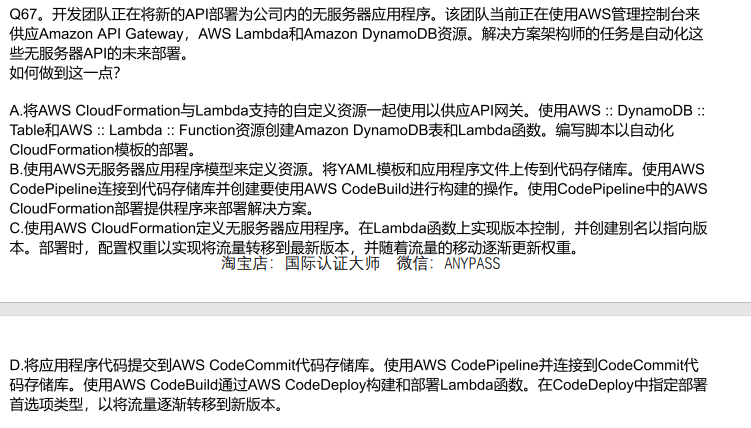 Q67。开发团队正在将新的API部署为公司内的无服务器应用程序。该团队当前正在使用AWS管理控制台来
供应Amazon API Gateway，AWS Lambda和Amazon DynamoDB资源。解决方案架构师的任务是自动化这
些无服务器API的未来部署。
如何做到这一点？
A.将AWS CloudFormation与Lambda支持的自定义资源一起使用以供应API网关。使用AWS :: DynamoDB ::
Table和AWS :: Lambda :: Function资源创建Amazon DynamoDB表和Lambda函数。编写脚本以自动化
CloudFormation模板的部署。
B.使用AWS无服务器应用程序模型来定义资源。将YAML模板和应用程序文件上传到代码存储库。使用AWS
CodePipeline连接到代码存储库并创建要使用AWS CodeBuild进行构建的操作。使用CodePipeline中的AWS
CloudFormation部署提供程序来部署解决方案。
C.使用AWS CloudFormation定义无服务器应用程序。在Lambda函数上实现版本控制，并创建别名以指向版
本。部署时，配置权重以实现将流量转移到最新版本，并随着流量的移动逐渐更新权重。
淘宝店：国际认证大师 微信：ANYPASS
D.将应用程序代码提交到AWS CodeCommit代码存储库。使用AWS CodePipeline并连接到CodeCommit代
码存储库。使用AWS CodeBuild通过AWS CodeDeploy构建和部署Lambda函数。在CodeDeploy中指定部署
首选项类型，以将流量逐渐转移到新版本。